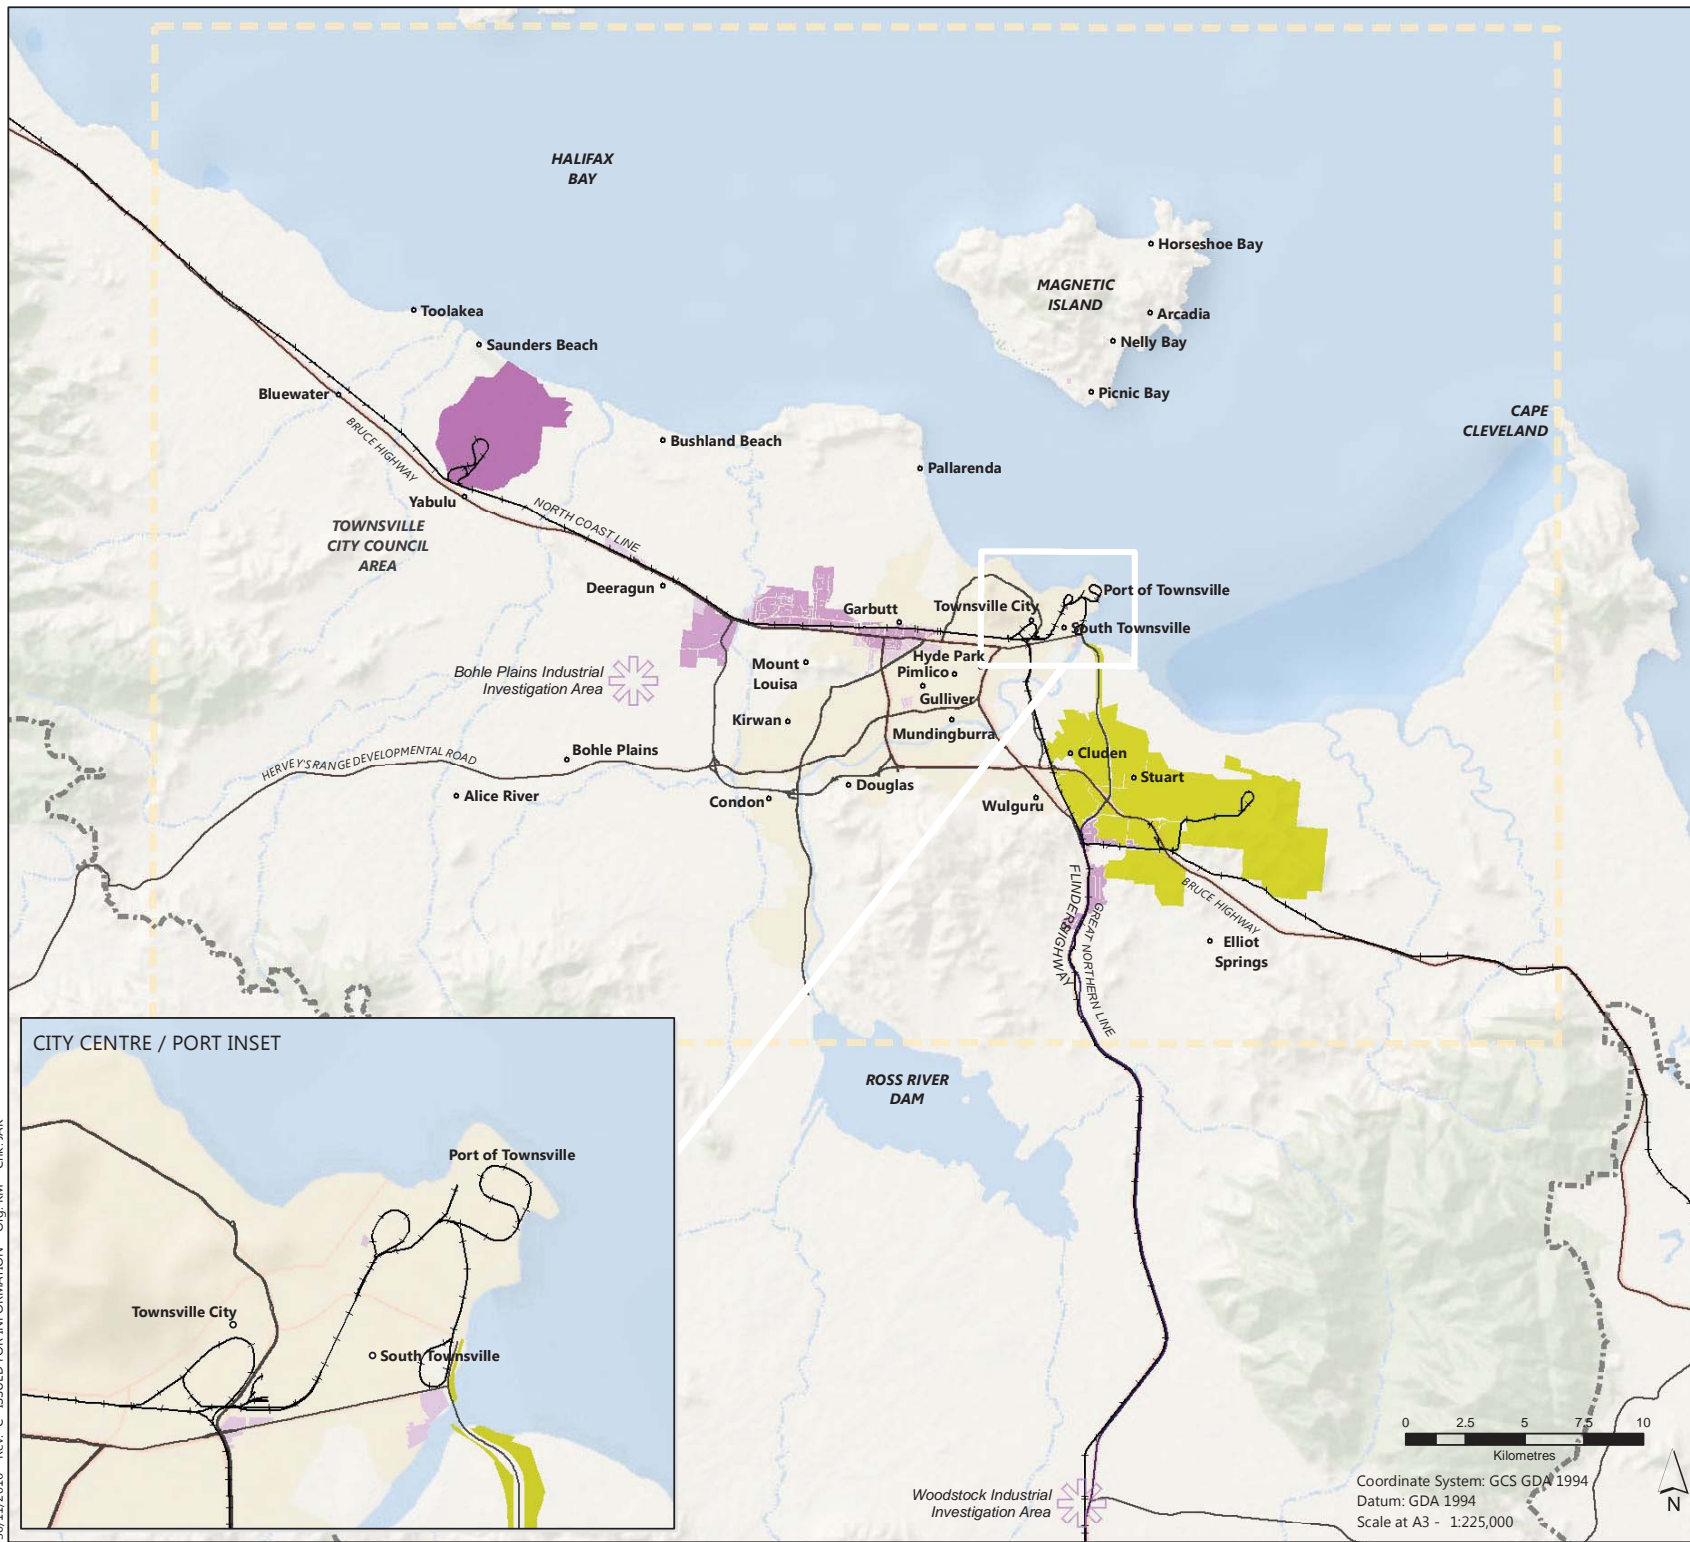 HALIFAX
BAY
Horseshoe Bay
MAGNETIC
ISLAND
Arcadia
Toolakea
Nelly Bay
Saunders Beach
Picnic Bay
Bluewater
CAPE
CLEVELAND
BRUCE HIGHWAY
Bushland Beach
Pallarenda
Yabulu
NORTH COAST LINE
TOWNSVILLE
CITY COUNCIL
AREA
Deeragun
Port of Townsville
Garbutt
Townsville City
South Townsville
Hyde Park
Bohle Plains Industrial
Investigation Area
Mount
Louisa
Pimlico
Gulliver
Kirwan
Mundingburra
Bohle Plains
Cluden
HERVEY'S RANGE DEVELOPMENTAL ROAD
Stuart
Alice River
Douglas
Condon
Wulguru
FLINDERS HIGHWAY
BRUCE HIGHWAY
GREAT NORTHERN LINE
Elliot
Springs
CITY CENTRE / PORT INSET
ROSS RIVER
DAM
Port of Townsville
Townsville City
South Townsville
0 2.5 5 7.5 10
Kilometres
Coordinate System: GCS GDA 1994
Datum: GDA 1994
Scale at A3 - 1:225,000
N
Woodstock Industrial
Investigation Area